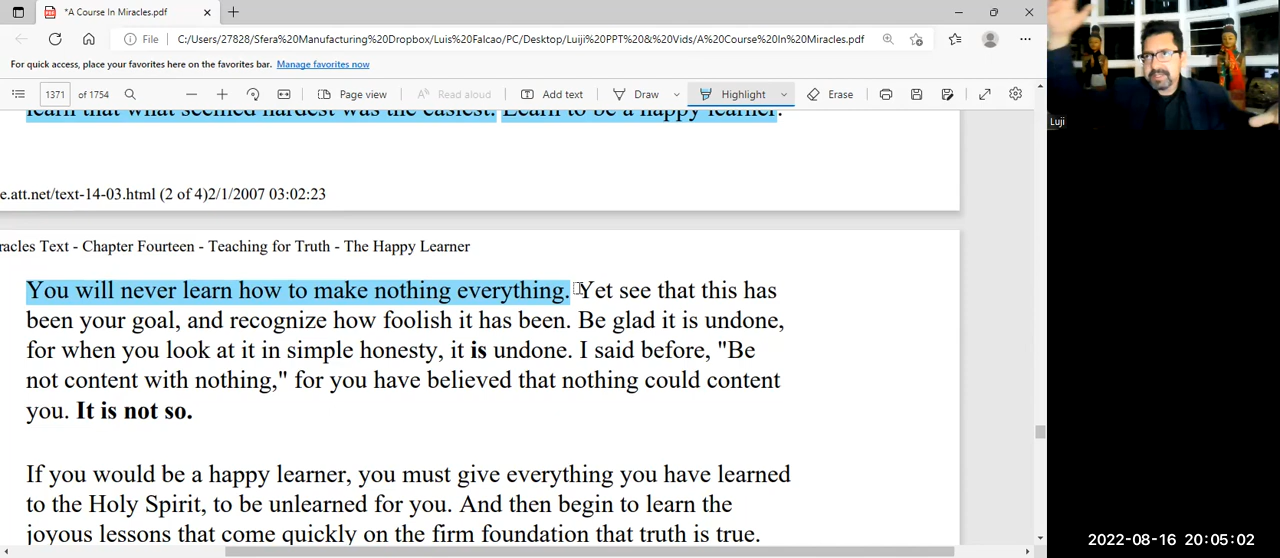 *A Course In Miracles.pdf
File C:/Users/27828/Sfera%20Manufacturing%20Dropbox/Luis%20Falcao/PC/Desktop/Luiji%20PPT%20&%20Vids/A%20Course%20In%20Miracles.pdf
For quick access, place your favorites here on the favorites bar. Manage favorites now
1371 of 1754 Page view Read aloud Add text Draw Highlight Erase
learn that what seemed hardest was the easiest. Learn to be a happy learner.
e.att.net/text-14-03.html (2 of 4)2/1/2007 03:02:23
racles Text - Chapter Fourteen - Teaching for Truth - The Happy Learner
You will never learn how to make nothing everything. Yet see that this has
been your goal, and recognize how foolish it has been. Be glad it is undone,
for when you look at it in simple honesty, it is undone. I said before, "Be
not content with nothing," for you have believed that nothing could content
you. It is not so.
If you would be a happy learner, you must give everything you have learned
to the Holy Spirit, to be unlearned for you. And then begin to learn the
joyous lessons that come quickly on the firm foundation that truth is true.
Luji
2022-08-16 20:05:02